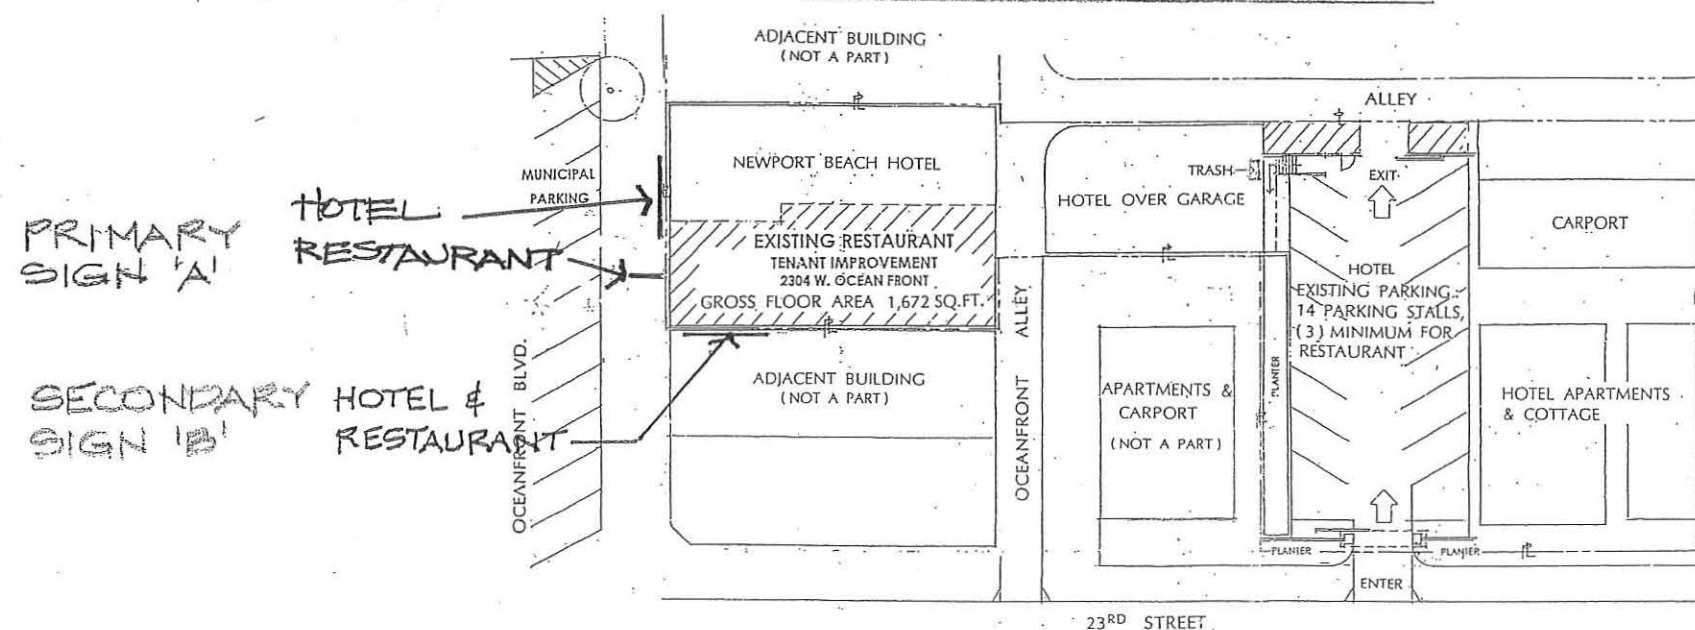 ADJACENT BUILDING
(NOT A PART)
ALLEY
NEWPORT BEACH HOTEL
MUNICIPAL
PARKING
TRASH
EXIT
HOTEL OVER GARAGE
CARPORT
PRIMARY
SIGN 'A'
HOTEL
RESTAURANT
EXISTING RESTAURANT
TENANT IMPROVEMENT
2304 W. OCEAN FRONT
GROSS FLOOR AREA 1,672 SQ.FT.
HOTEL
EXISTING PARKING:
14 PARKING STALLS,
(3) MINIMUM FOR
RESTAURANT
OCEANFRONT BLVD.
OCEANFRONT ALLEY
PLANTER
SECONDARY
SIGN 'B'
HOTEL &
RESTAURANT
ADJACENT BUILDING
(NOT A PART)
APARTMENTS &
CARPORT
(NOT A PART)
HOTEL APARTMENTS
& COTTAGE
PLANTER
PLANTER
ENTER
23RD STREET